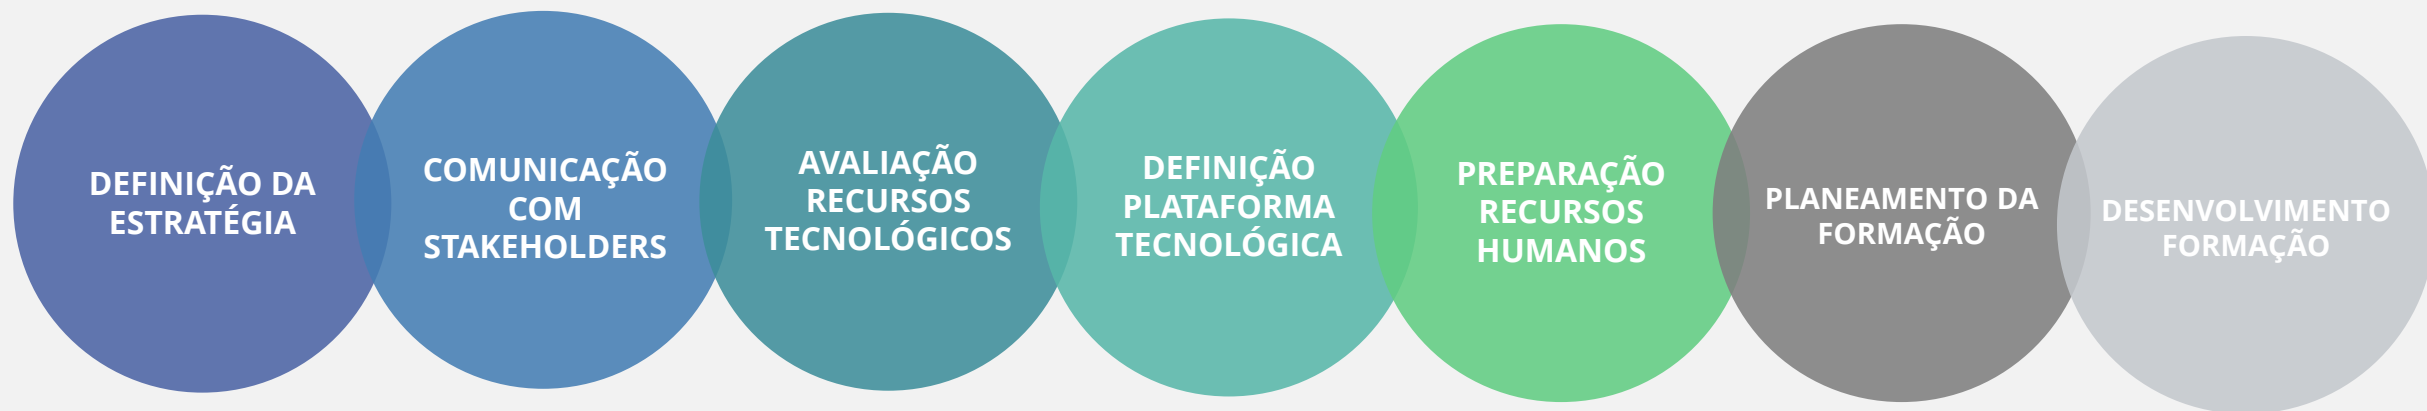 DEFINIÇÃO DA
ESTRATÉGIA
COMUNICAÇÃO
COM
STAKEHOLDERS
AVALIAÇÃO
RECURSOS
TECNOLÓGICOS
DEFINIÇÃO
PLATAFORMA
TECNOLÓGICA
PREPARAÇÃO
RECURSOS
HUMANOS
PLANEAMENTO DA
FORMAÇÃO
DESENVOLVIMENTO
FORMAÇÃO